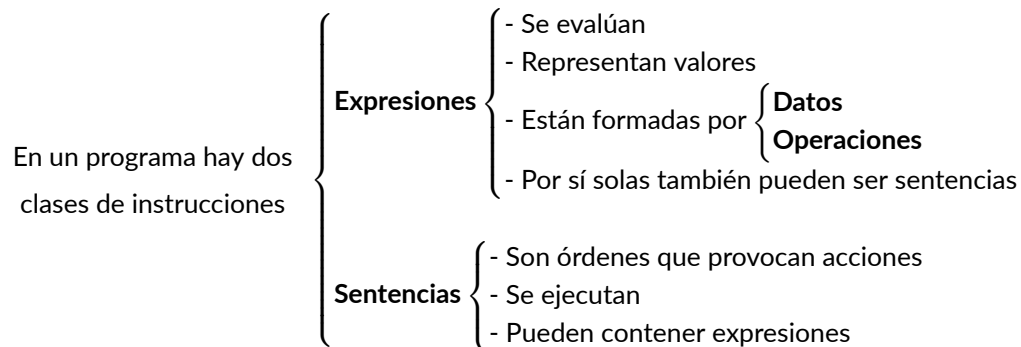 En un programa hay dos
clases de instrucciones
Expresiones
- Se evalúan
- Representan valores
- Están formadas por
Datos
Operaciones
- Por sí solas también pueden ser sentencias
Sentencias
- Son órdenes que provocan acciones
- Se ejecutan
- Pueden contener expresiones